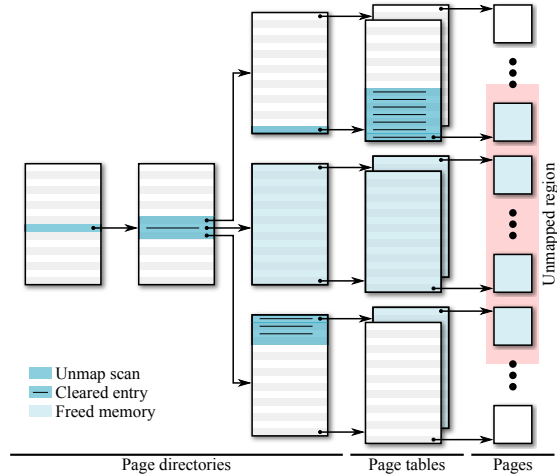 Unmapped region
Unmap scan
Cleared entry
Freed memory
Page directories
Page tables
Pages